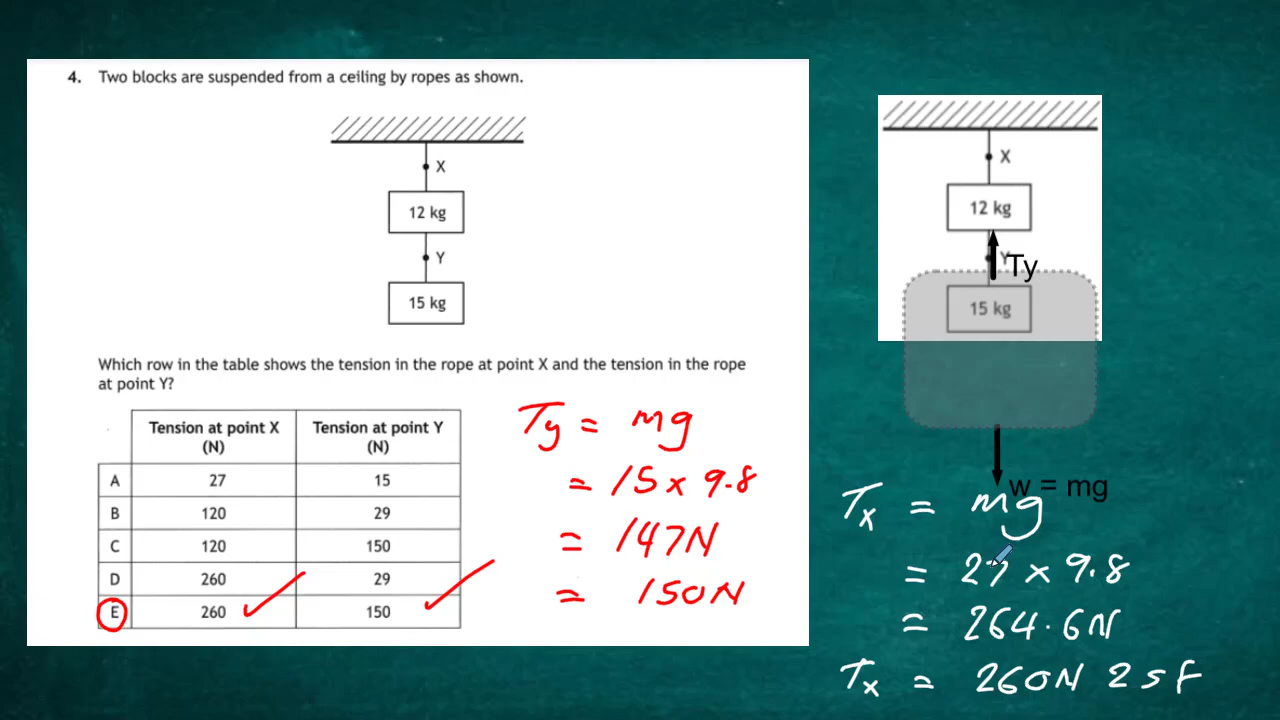 4. Two blocks are suspended from a ceiling by ropes as shown.
X
12 kg
Y
15 kg
Which row in the table shows the tension in the rope at point X and the tension in the rope
at point Y?
Tension at point X (N) Tension at point Y (N)
A 27 15
B 120 29
C 120 150
D 260 29
E 260 150
Ty = mg
= 15 x 9.8
= 147N
= 150N
X
12 kg
Y
Ty
15 kg
w = mg
Tx = mg
= 27 x 9.8
= 264.6N
Tx = 260N 2 s F